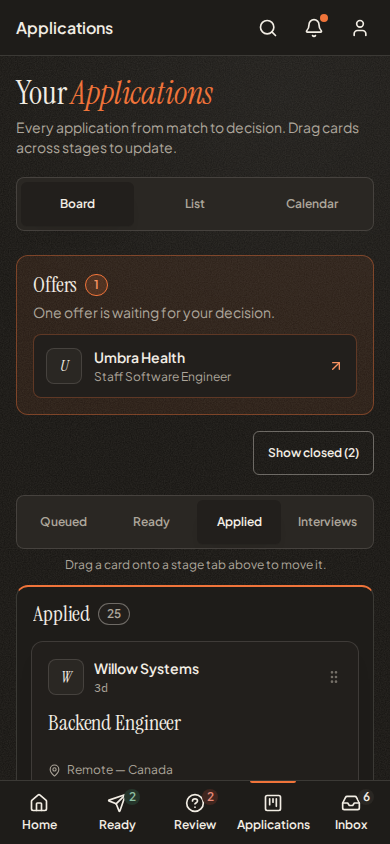 Applications
Your Applications
Every application from match to decision. Drag cards
across stages to update.
Board List Calendar
Offers 1
One offer is waiting for your decision.
U Umbra Health
Staff Software Engineer
Show closed (2)
Queued Ready Applied Interviews
Drag a card onto a stage tab above to move it.
Applied 25
W Willow Systems
3d
Backend Engineer
Remote — Canada
2 2 6
Home Ready Review Applications Inbox